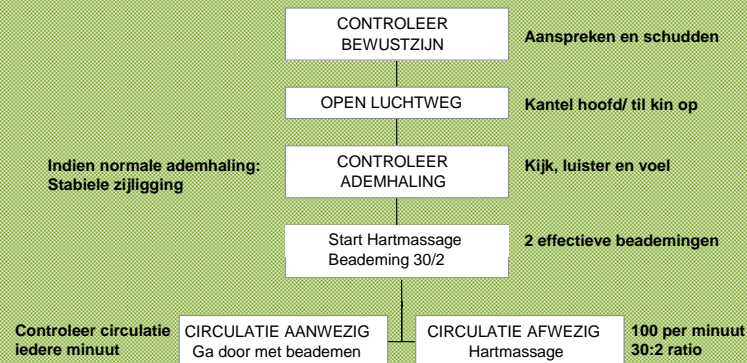 CONTROLEER
BEWUSTZIJN
Aanspreken en schudden
OPEN LUCHTWEG
Kantel hoofd/ til kin op
Indien normale ademhaling:
Stabiele zijligging
CONTROLEER
ADEMHALING
Kijk, luister en voel
Start Hartmassage
Beademing 30/2
2 effectieve beademingen
Controleer circulatie
iedere minuut
CIRCULATIE AANWEZIG
Ga door met beademen
CIRCULATIE AFWEZIG
Hartmassage
100 per minuut
30:2 ratio